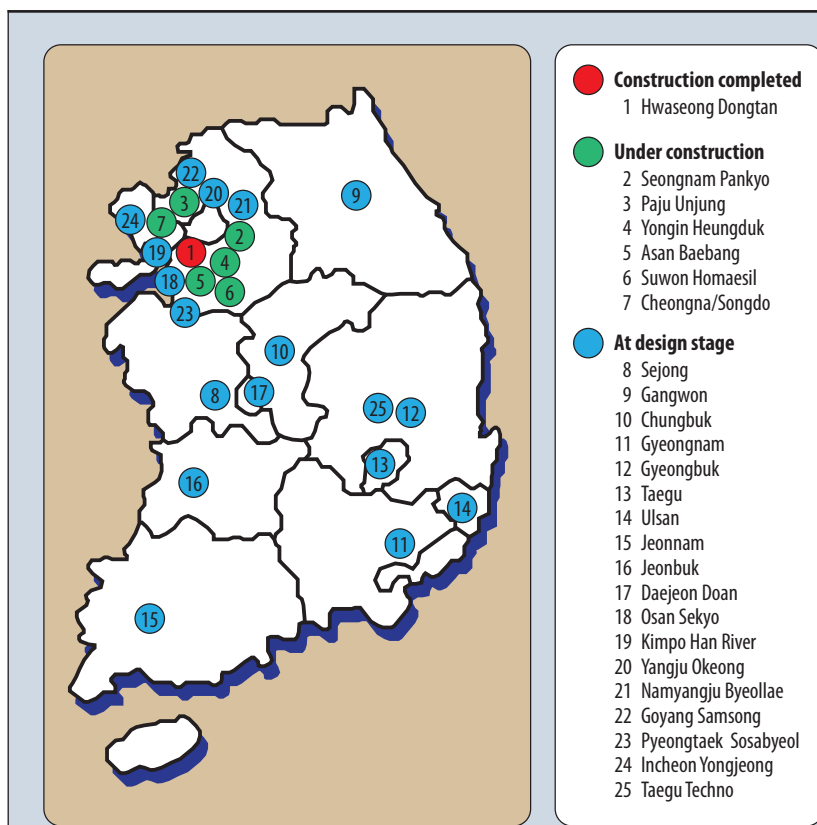 Construction completed
1 Hwaseong Dongtan
Under construction
2 Seongnam Pankyo
3 Paju Unjung
4 Yongin Heungduk
5 Asan Baebang
6 Suwon Homaesil
7 Cheongna/Songdo
At design stage
8 Sejong
9 Gangwon
10 Chungbuk
11 Gyeongnam
12 Gyeongbuk
13 Taegu
14 Ulsan
15 Jeonnam
16 Jeonbuk
17 Daejeon Doan
18 Osan Sekyo
19 Kimpo Han River
20 Yangju Okeong
21 Namyangju Byeollae
22 Goyang Samsong
23 Pyeongtaek Sosabyeol
24 Incheon Yongjeong
25 Taegu Techno
22
20
9
3
21
24
7
2
19
1
4
18
5
6
23
10
17
8
25
12
13
16
14
11
15